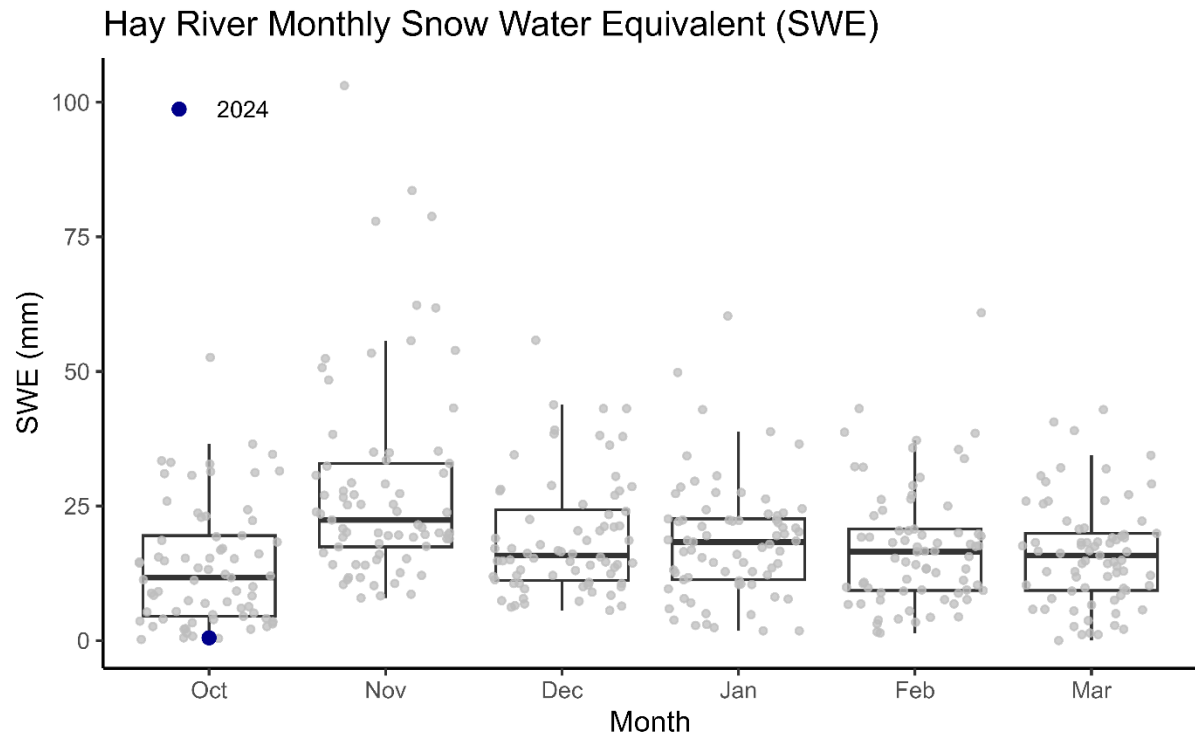 Hay River Monthly Snow Water Equivalent (SWE)
100
2024
75
SWE (mm)
50
25
0
Oct Nov Dec Jan Feb Mar
Month